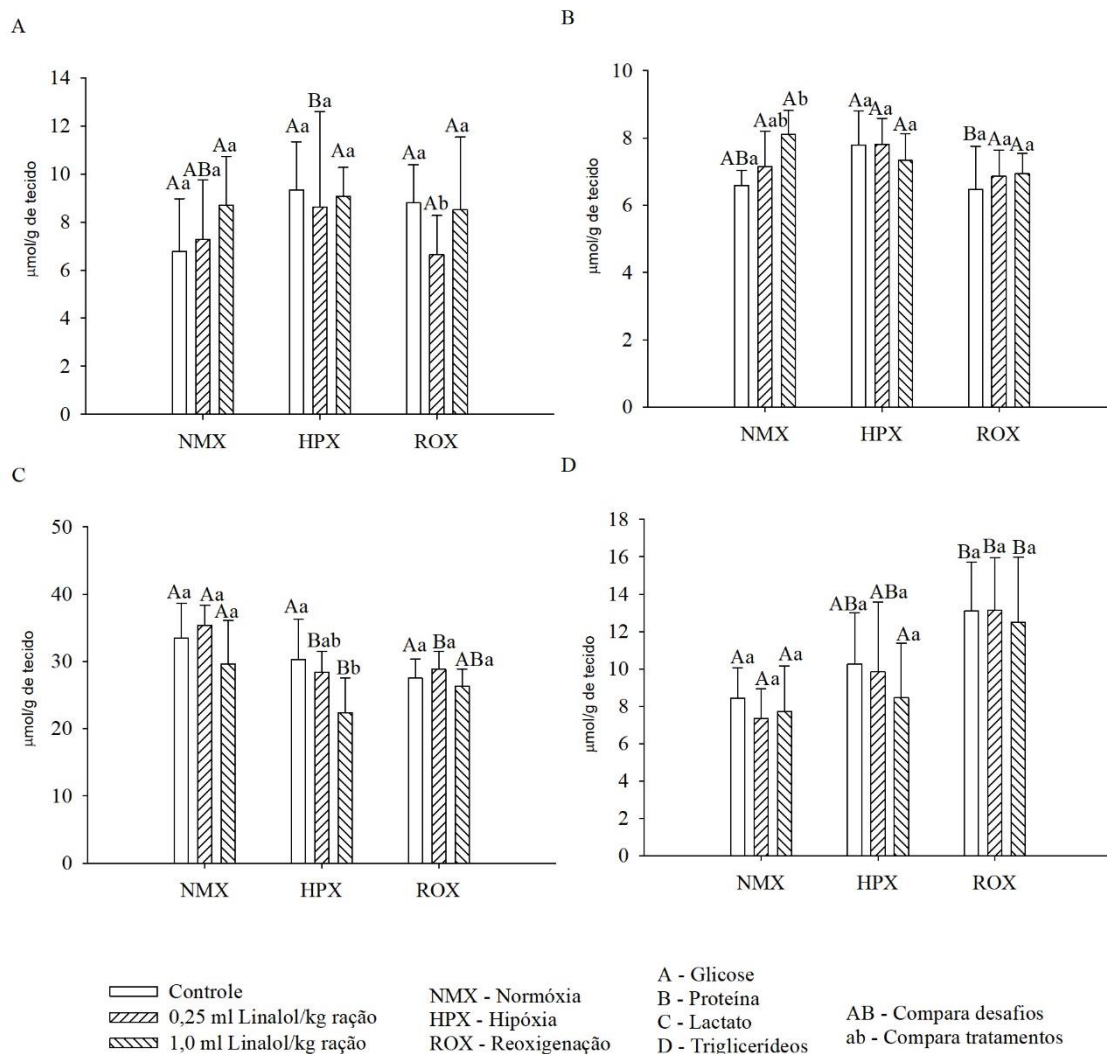 A
14
12
10
8
6
4
2
0
μmol/g de tecido
Aa ABa Aa
Aa Ba Aa
Aa Ab Aa
NMX HPX ROX
B
10
8
6
4
2
0
μmol/g de tecido
ABa Aab Ab
Aa Aa Aa
Ba Aa Aa
NMX HPX ROX
C
50
40
30
20
10
0
μmol/g de tecido
Aa Aa Aa
Aa Bab Bb
Aa Ba ABa
NMX HPX ROX
D
18
16
14
12
10
8
6
4
2
0
μmol/g de tecido
Aa Aa Aa
ABa ABa Aa
Ba Ba Ba
NMX HPX ROX
Controle
0,25 ml Linalol/kg ração
1,0 ml Linalol/kg ração
NMX - Normóxia
HPX - Hipóxia
ROX - Reoxigenação
A - Glicose
B - Proteína
C - Lactato
D - Triglicerídeos
AB - Compara desafios
ab - Compara tratamentos